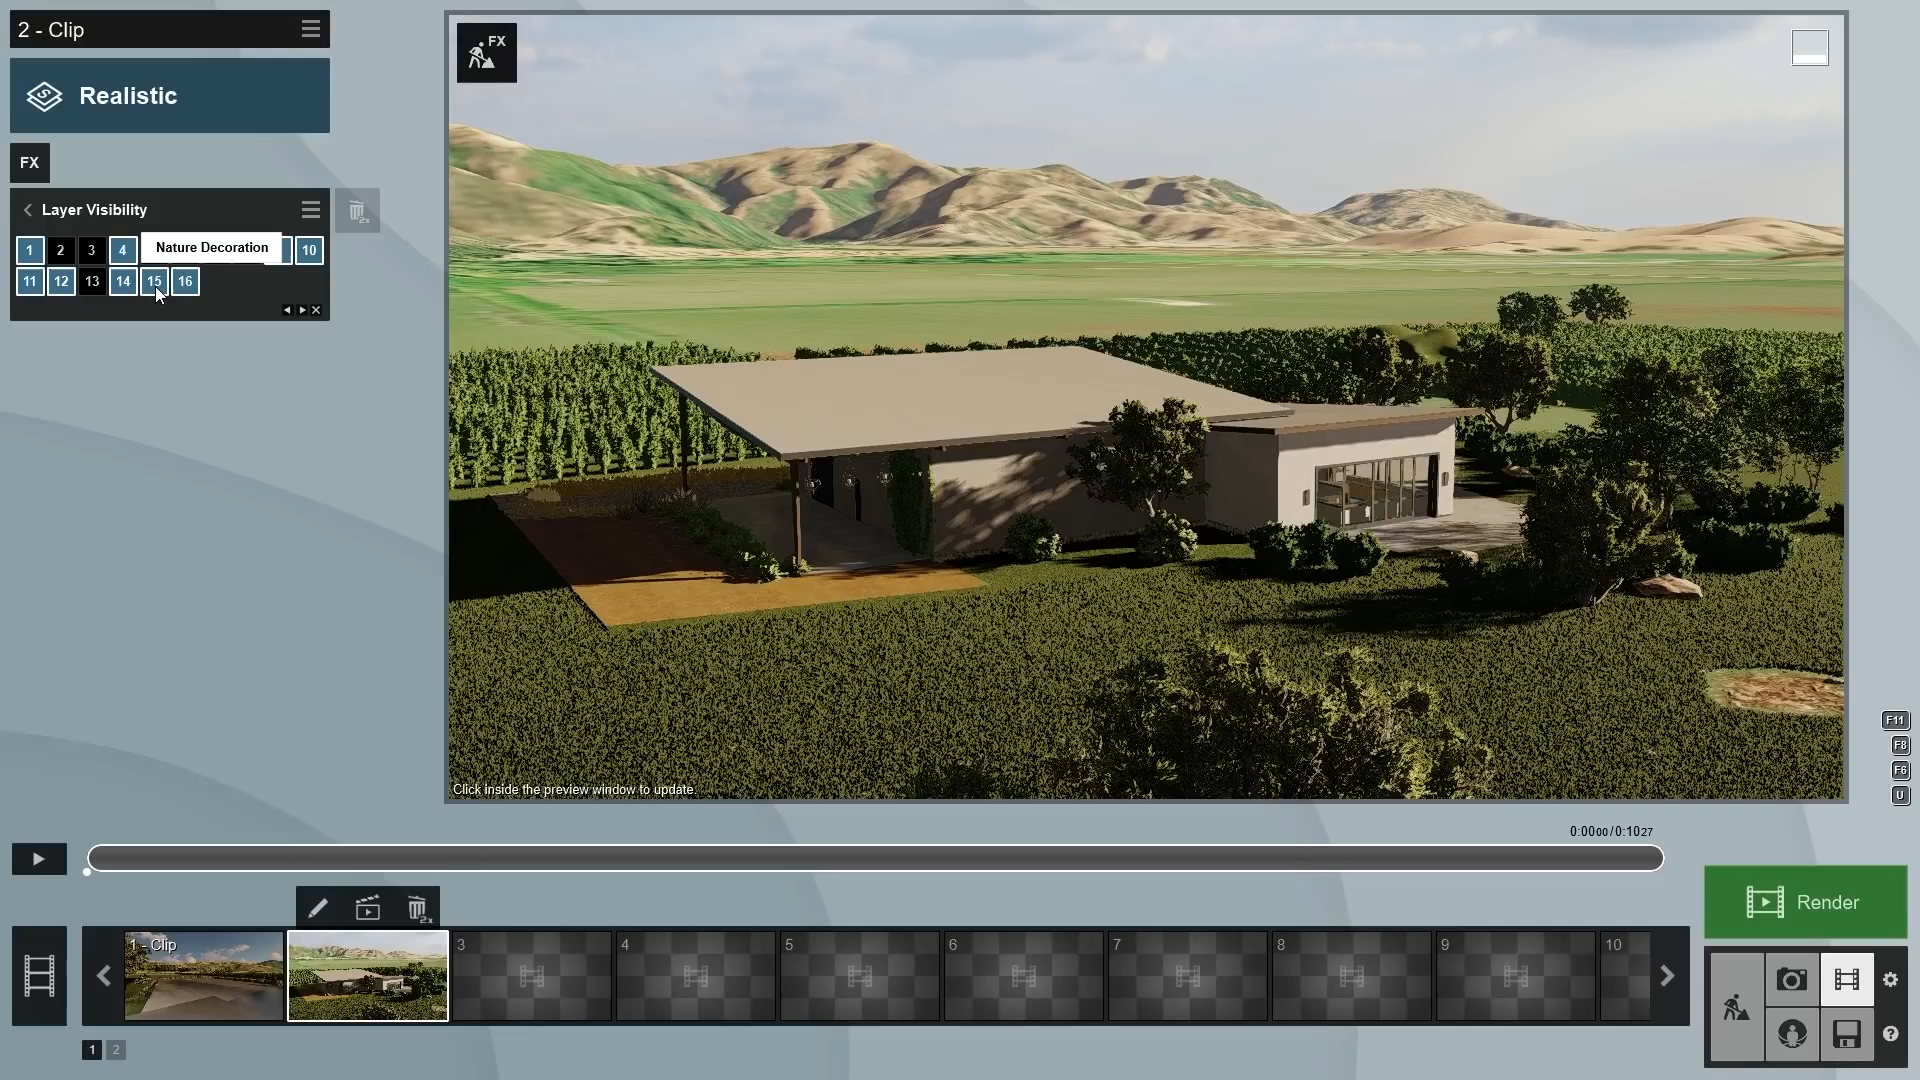 2 - Clip
Realistic
FX
Layer Visibility
1 2 3 4 Nature Decoration 10
11 12 13 14 15 16
FX
Click inside the preview window to update.
F11
F8
F6
U
0:0000/0:1027
Render
2x
2x
1 - Clip
3
4
5
6
7
8
9
10
1 2
?